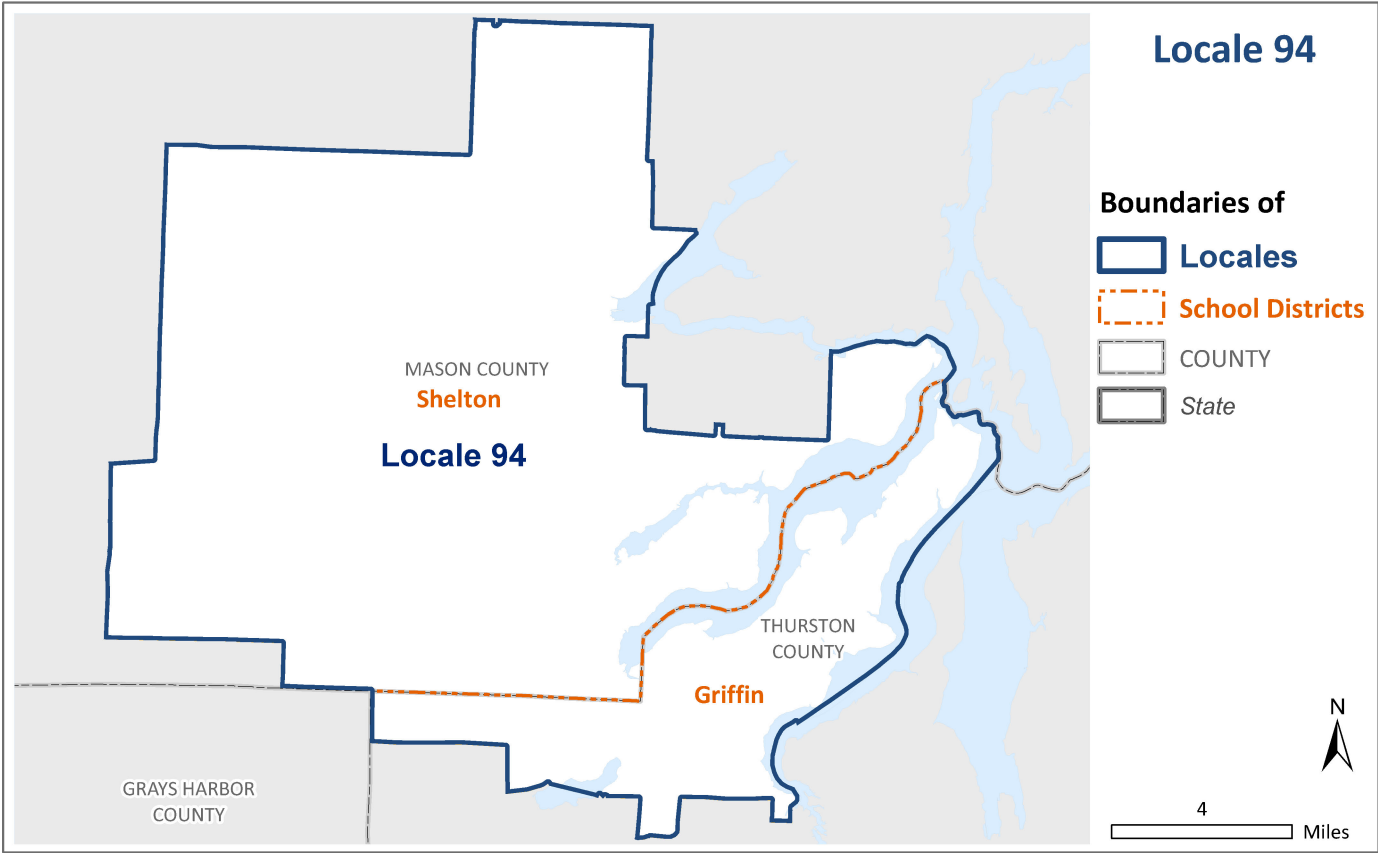 Locale 94
Boundaries of
Locales
School Districts
COUNTY
State
MASON COUNTY
Shelton
Locale 94
THURSTON
COUNTY
Griffin
GRAYS HARBOR
COUNTY
N
4
Miles